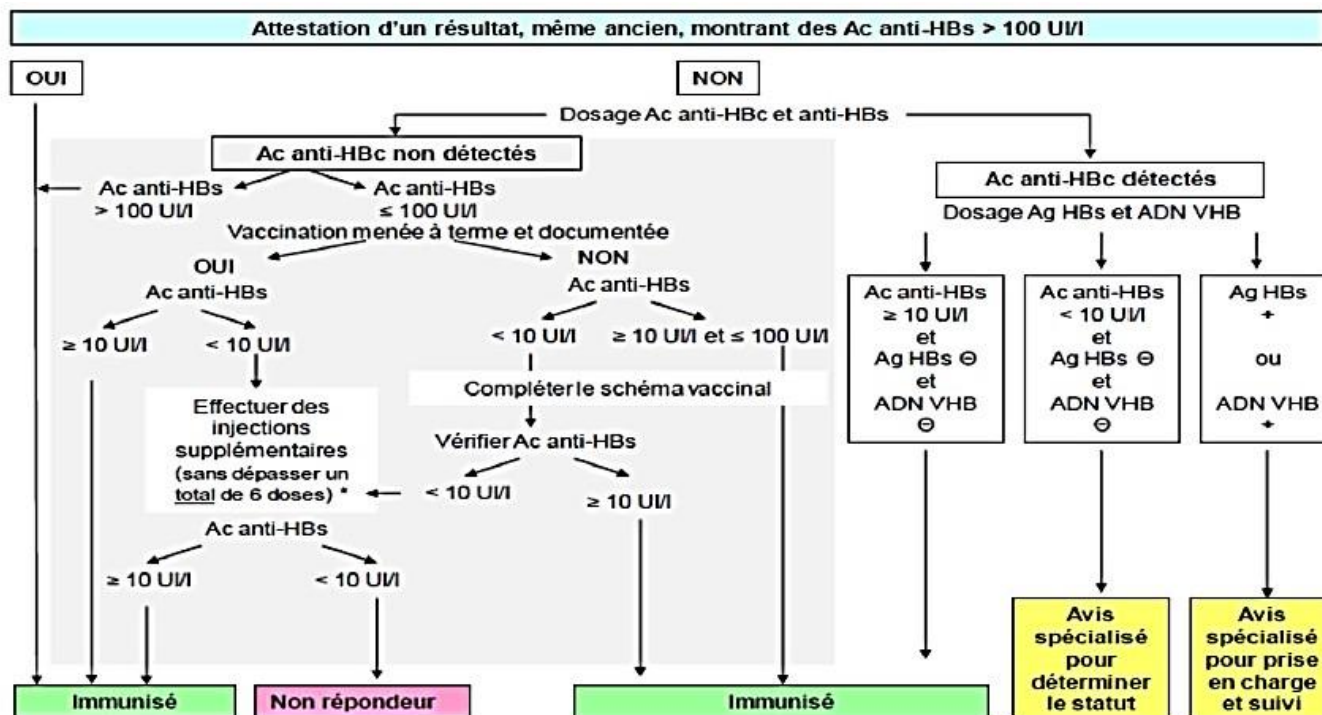 Attestation d'un résultat, même ancien, montrant des Ac anti-HBs > 100 UI/l
OUI
NON
Dosage Ac anti-HBc et anti-HBs
Ac anti-HBc non détectés
Ac anti-HBs
> 100 UI/l
Ac anti-HBs
≤ 100 UI/l
Vaccination menée à terme et documentée
OUI
Ac anti-HBs
≥ 10 UI/l
< 10 UI/l
Effectuer des
injections
supplémentaires
(sans dépasser un
total de 6 doses) *
Ac anti-HBs
≥ 10 UI/l
< 10 UI/l
NON
Ac anti-HBs
< 10 UI/l
≥ 10 UI/l et ≤ 100 UI/l
Compléter le schéma vaccinal
Vérifier Ac anti-HBs
< 10 UI/l
≥ 10 UI/l
Ac anti-HBc détectés
Dosage Ag HBs et ADN VHB
Ac anti-HBs
≥ 10 UI/l
et
Ag HBs ⊖
et
ADN VHB
⊖
Ac anti-HBs
< 10 UI/l
et
Ag HBs ⊖
et
ADN VHB
⊖
Ag HBs
+
ou
ADN VHB
+
Immunisé
Non répondeur
Immunisé
Avis
spécialisé
pour
déterminer
le statut
Avis
spécialisé
pour prise
en charge
et suivi